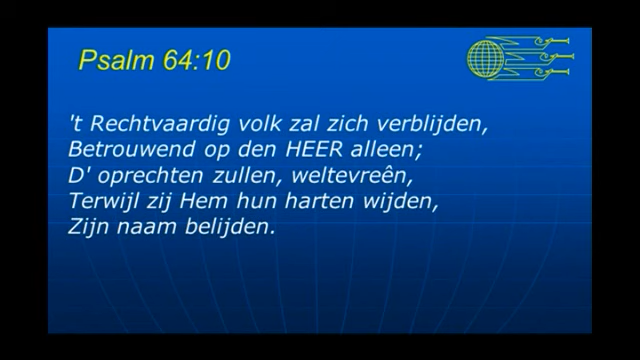 Psalm 64:10
't Rechtvaardig volk zal zich verblijden,
Betrouwend op den HEER alleen;
D' oprechten zullen, weltevreên,
Terwijl zij Hem hun harten wijden,
Zijn naam belijden.